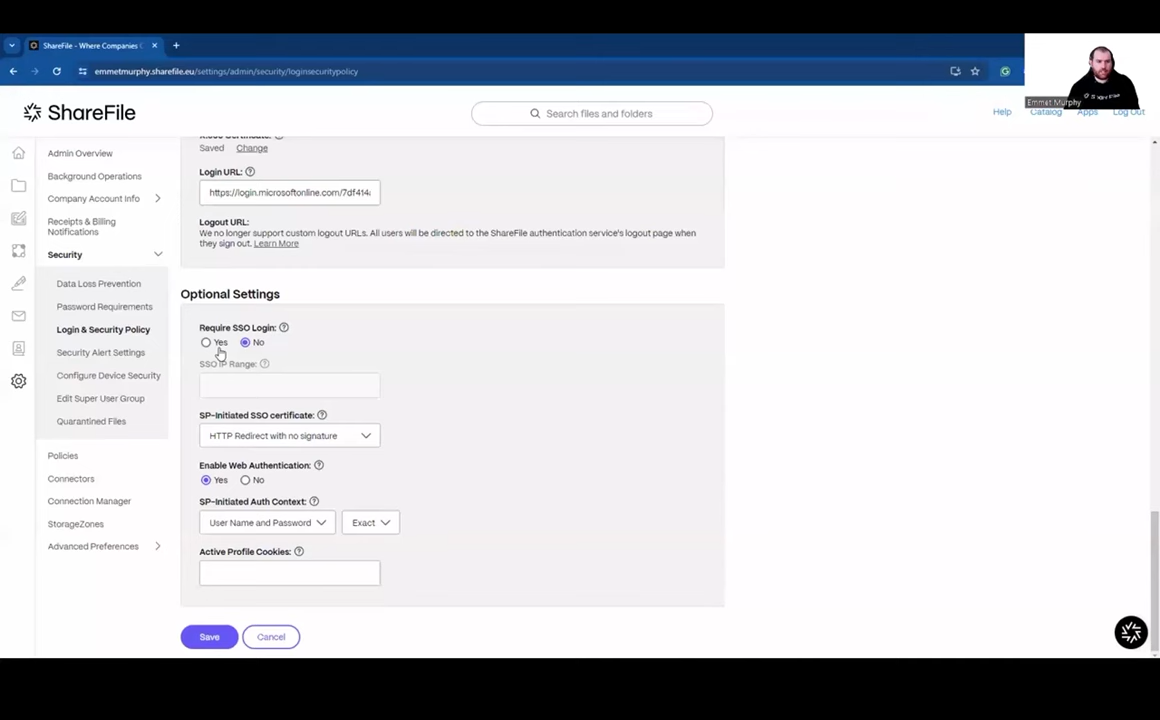 ShareFile - Where Companies C
emmetmurphy.sharefile.eu/settings/admin/security/loginsecuritypolicy
Emmet Murphy
ShareFile
Search files and folders
Help
Catalog
Apps
Log Out
Admin Overview
Background Operations
Company Account Info
Receipts & Billing
Notifications
Security
Data Loss Prevention
Password Requirements
Login & Security Policy
Security Alert Settings
Configure Device Security
Edit Super User Group
Quarantined Files
Policies
Connectors
Connection Manager
StorageZones
Advanced Preferences
Saved Change
Login URL:
https://login.microsoftonline.com/7df414
Logout URL:
We no longer support custom logout URLs. All users will be directed to the ShareFile authentication service's logout page when
they sign out. Learn More
Optional Settings
Require SSO Login:
Yes No
SSO IP Range:
SP-Initiated SSO certificate:
HTTP Redirect with no signature
Enable Web Authentication:
Yes No
SP-Initiated Auth Context:
User Name and Password Exact
Active Profile Cookies:
Save Cancel